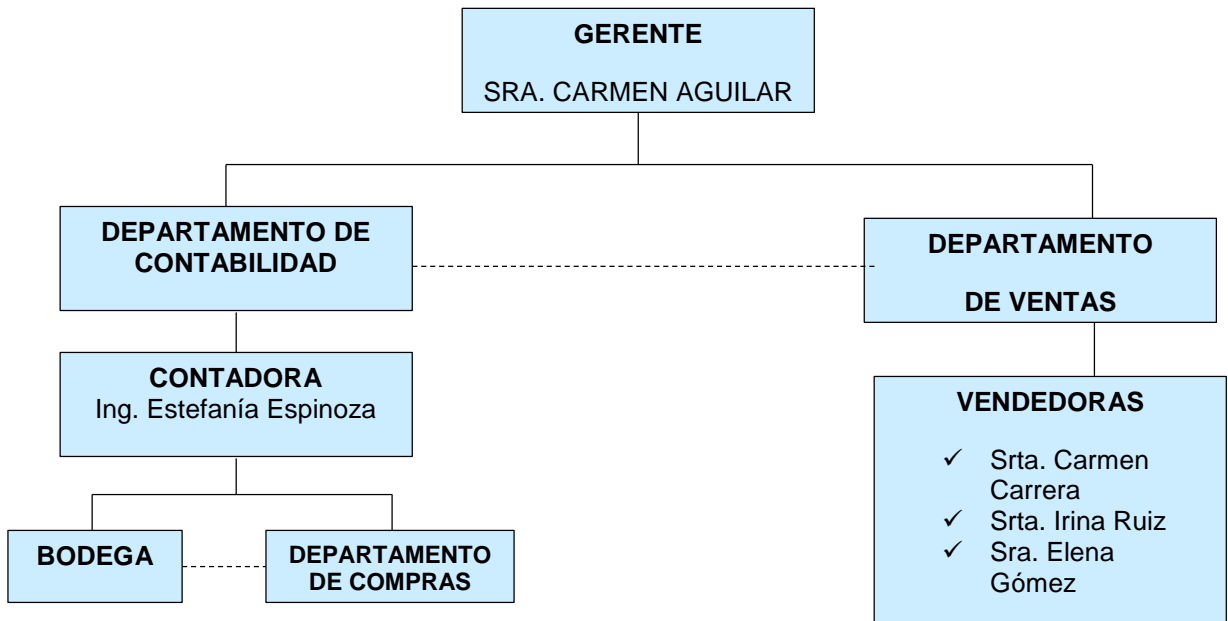 GERENTE
SRA. CARMEN AGUILAR
DEPARTAMENTO DE
CONTABILIDAD
DEPARTAMENTO
DE VENTAS
CONTADORA
Ing. Estefanía Espinoza
VENDEDORAS
✓ Srta. Carmen
Carrera
✓ Srta. Irina Ruiz
✓ Sra. Elena
Gómez
BODEGA
DEPARTAMENTO
DE COMPRAS